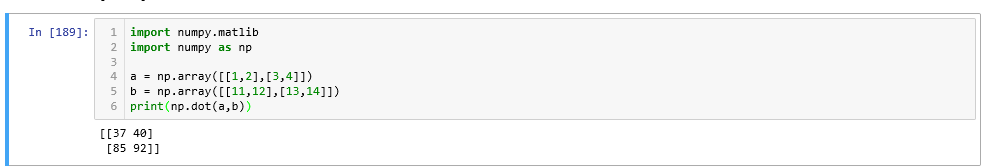 In [189]:
1 import numpy.matlib
2 import numpy as np
3
4 a = np.array([[1,2],[3,4]])
5 b = np.array([[11,12],[13,14]])
6 print(np.dot(a,b))
[[37 40]
 [85 92]]